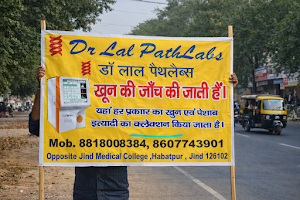 Dr Lal PathLabs
डॉ लाल पैथलैब्स
खून की जाँच की जाती हैं।
यहां हर प्रकार का खुन एवं पेशाब
इत्यादी का क्लैक्शन किया जाता है।
Mob. 8818008384, 8607743901
Opposite Jind Medical College ,Habatpur , Jind 126102